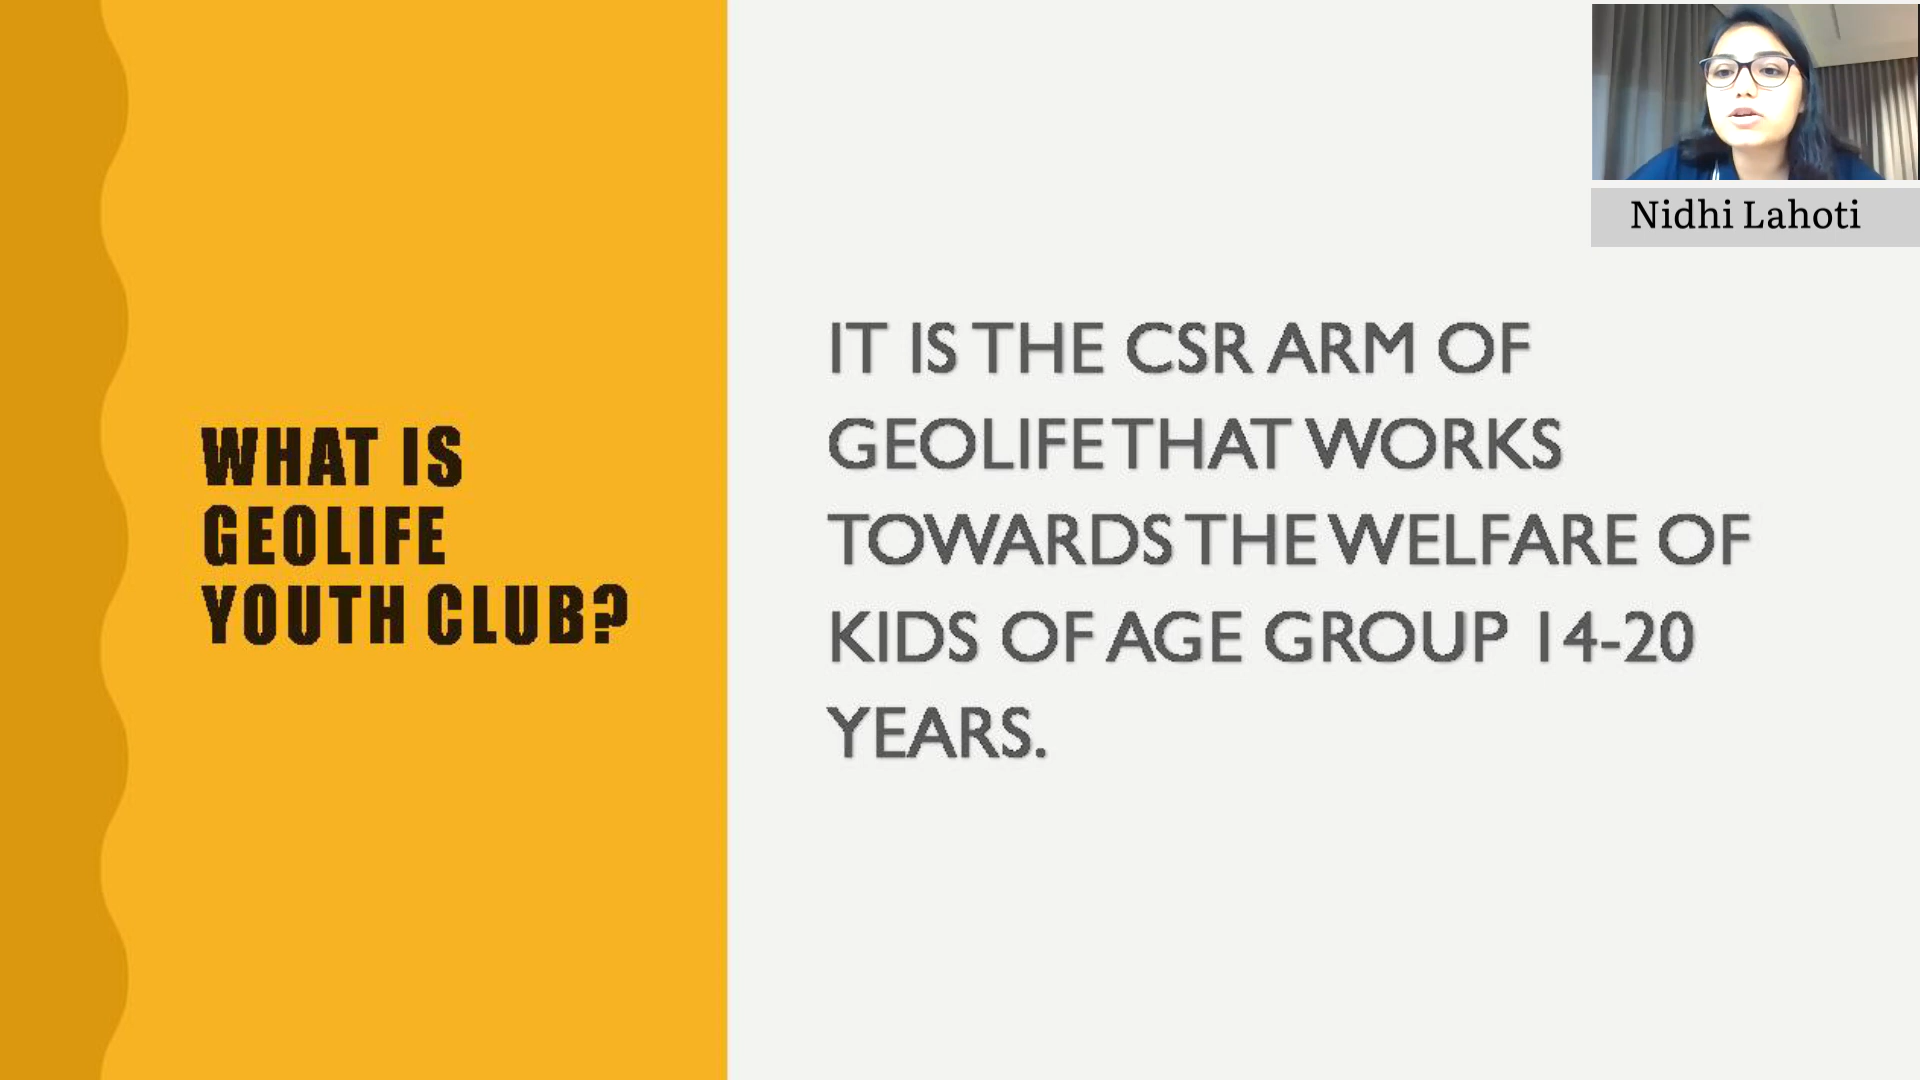 WHAT IS
GEOLIFE
YOUTH CLUB?
IT IS THE CSR ARM OF
GEOLIFE THAT WORKS
TOWARDS THE WELFARE OF
KIDS OF AGE GROUP 14-20
YEARS.
Nidhi Lahoti